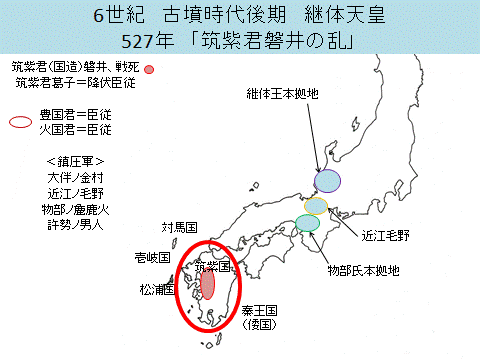 6世紀　古墳時代後期　継体天皇
527年 「筑紫君磐井の乱」
筑紫君（国造）磐井、戦死
筑紫君葛子＝降伏臣従
豊国君＝臣従
火国君＝臣従
＜鎮圧軍＞
大伴ノ金村
近江ノ毛野
物部ノ麁鹿火
許勢ノ男人
継体王本拠地
近江毛野
物部氏本拠地
対馬国
壱岐国
松浦国
筑紫国
秦王国
（倭国）